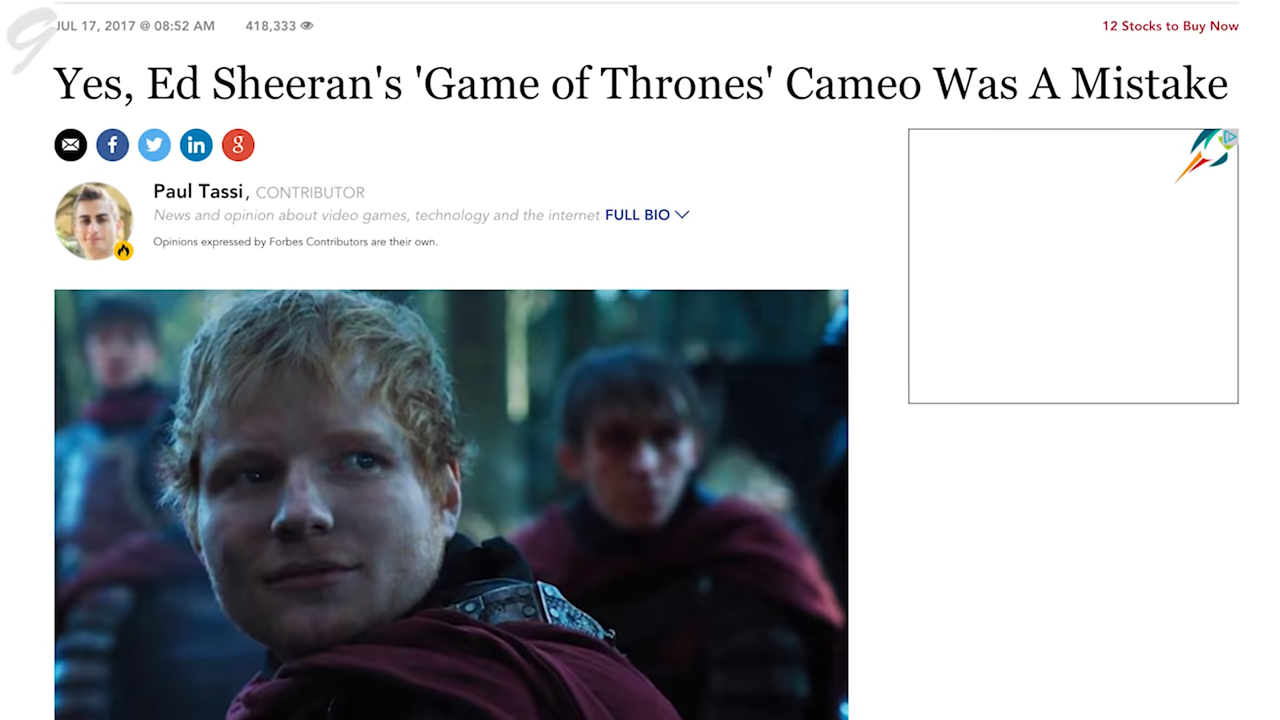 JUL 17, 2017 @ 08:52 AM 418,333
12 Stocks to Buy Now
Yes, Ed Sheeran's 'Game of Thrones' Cameo Was A Mistake
Paul Tassi, CONTRIBUTOR
News and opinion about video games, technology and the internet FULL BIO
Opinions expressed by Forbes Contributors are their own.